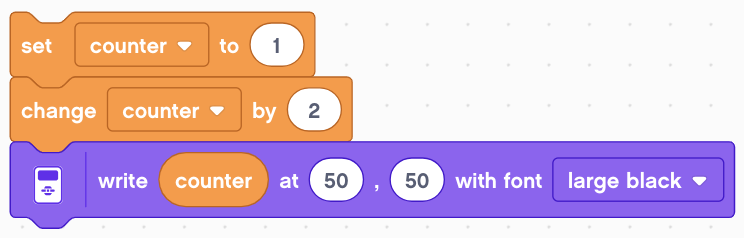 set counter to 1
change counter by 2
write counter at 50 , 50 with font large black